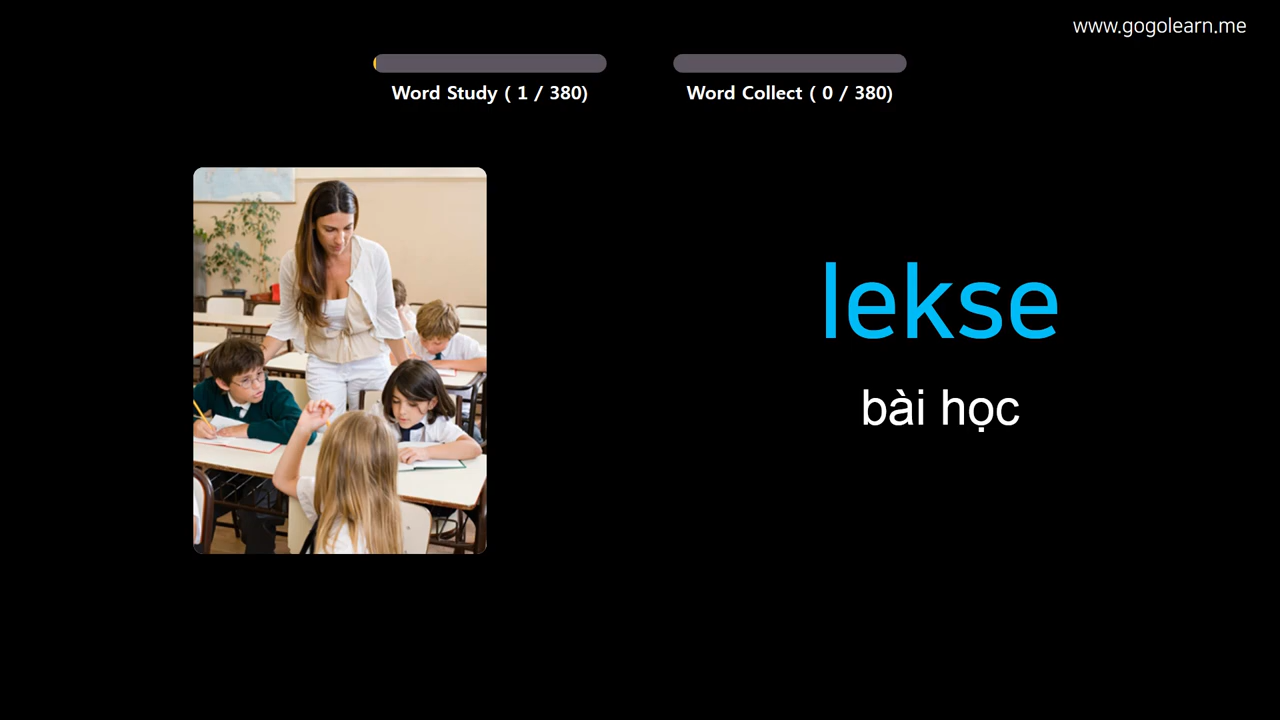 www.gogolearn.me
Word Study ( 1 / 380)
Word Collect ( 0 / 380)
lekse
bài học